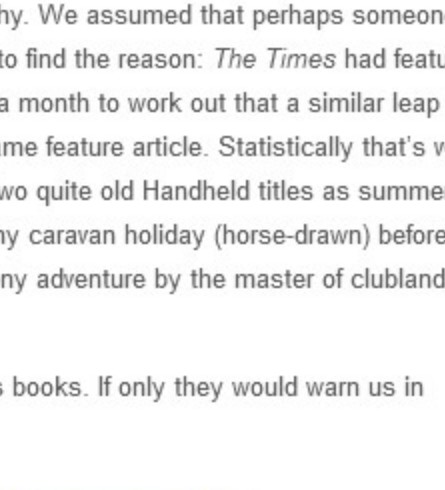 hy. We assumed that perhaps someon
to find the reason: The Times had featu
a month to work out that a similar leap
ame feature article. Statistically that's w
wo quite old Handheld titles as summe
ny caravan holiday (horse-drawn) before
ny adventure by the master of clubland
s books. If only they would warn us in